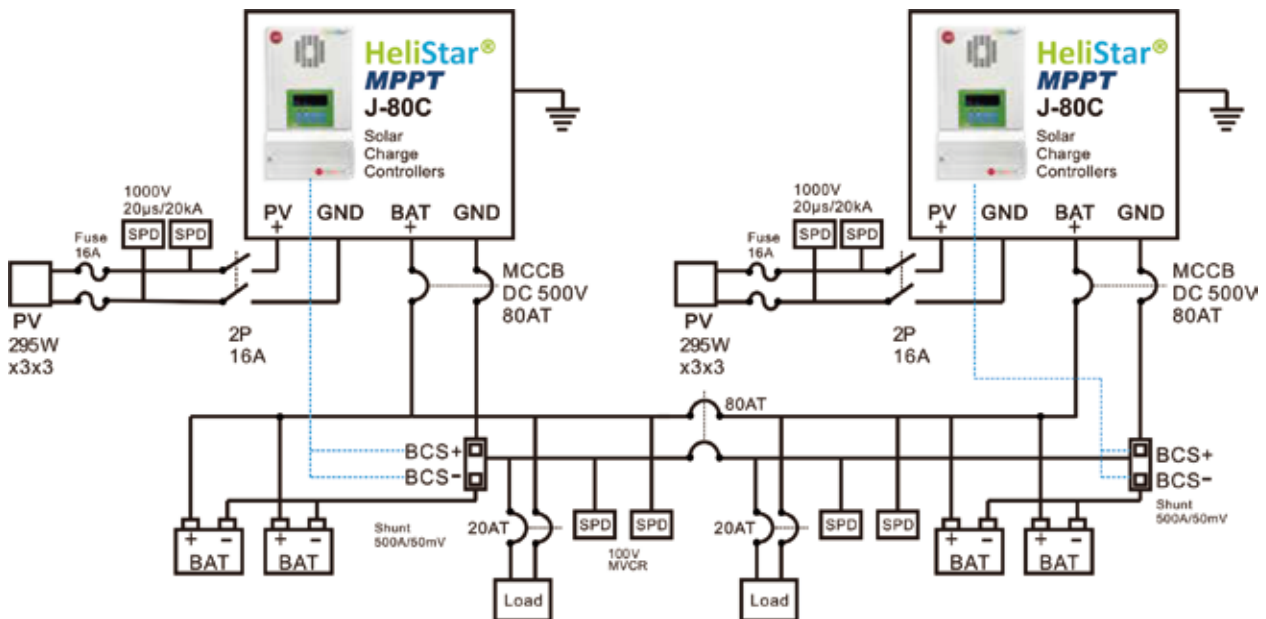 HeliStar®
MPPT
J-80C
Solar
Charge
Controllers
PV
+
GND
BAT
+
GND
1000V
20µs/20kA
SPD
SPD
Fuse
16A
PV
295W
x3x3
2P
16A
MCCB
DC 500V
80AT
HeliStar®
MPPT
J-80C
Solar
Charge
Controllers
PV
+
GND
BAT
+
GND
1000V
20µs/20kA
SPD
SPD
Fuse
16A
PV
295W
x3x3
2P
16A
MCCB
DC 500V
80AT
80AT
BCS+
BCS-
Shunt
500A/50mV
+ -
BAT
+ -
BAT
20AT
Load
SPD
SPD
100V
MVCR
20AT
Load
SPD
SPD
BCS+
BCS-
Shunt
500A/50mV
+ -
BAT
+ -
BAT